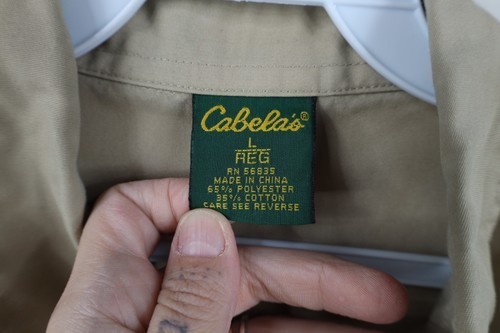 Cabela's®
L
REG
RN 56835
MADE IN CHINA
65% POLYESTER
35% COTTON
CARE SEE REVERSE